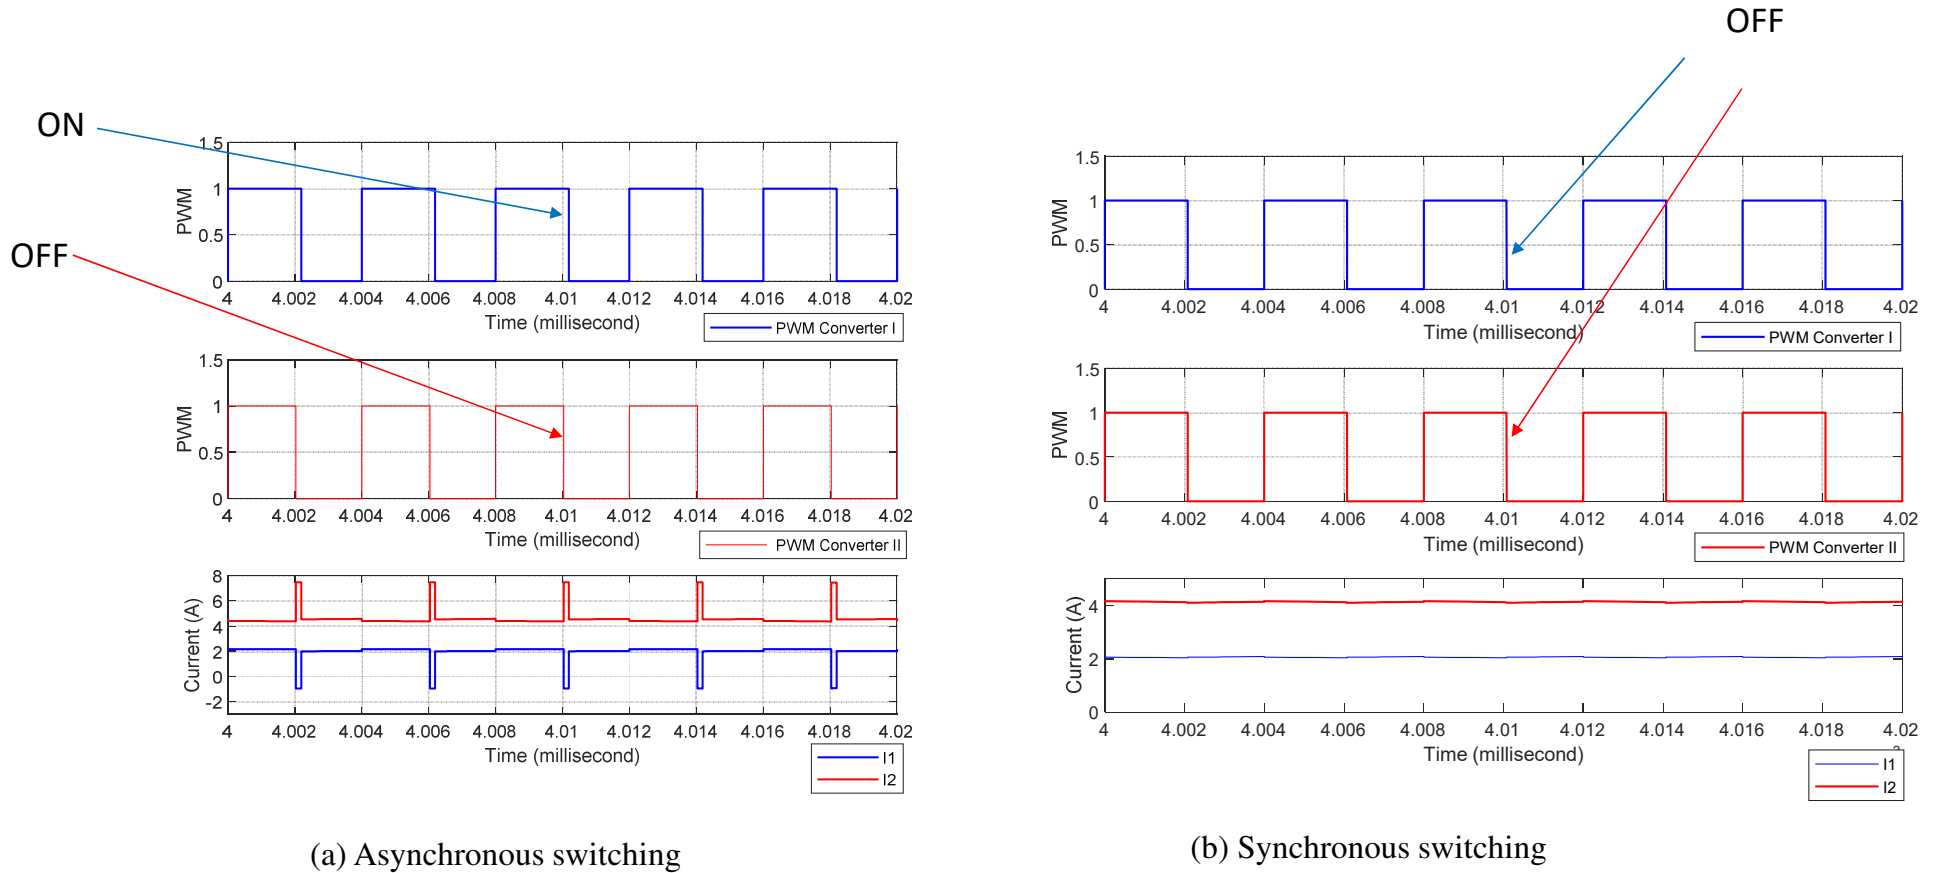 ON
OFF
1.5
1
0.5
0
PWM
4 4.002 4.004 4.006 4.008 4.01 4.012 4.014 4.016 4.018 4.02
Time (millisecond)
PWM Converter I
1.5
1
0.5
0
PWM
4 4.002 4.004 4.006 4.008 4.01 4.012 4.014 4.016 4.018 4.02
Time (millisecond)
PWM Converter II
8
6
4
2
0
-2
Current (A)
4 4.002 4.004 4.006 4.008 4.01 4.012 4.014 4.016 4.018 4.02
Time (millisecond)
I1
I2
(a) Asynchronous switching
OFF
1.5
1
0.5
0
PWM
4 4.002 4.004 4.006 4.008 4.01 4.012 4.014 4.016 4.018 4.02
Time (millisecond)
PWM Converter I
1.5
1
0.5
0
PWM
4 4.002 4.004 4.006 4.008 4.01 4.012 4.014 4.016 4.018 4.02
Time (millisecond)
PWM Converter II
4
2
0
Current (A)
4 4.002 4.004 4.006 4.008 4.01 4.012 4.014 4.016 4.018 4.02
Time (millisecond)
I1
I2
(b) Synchronous switching